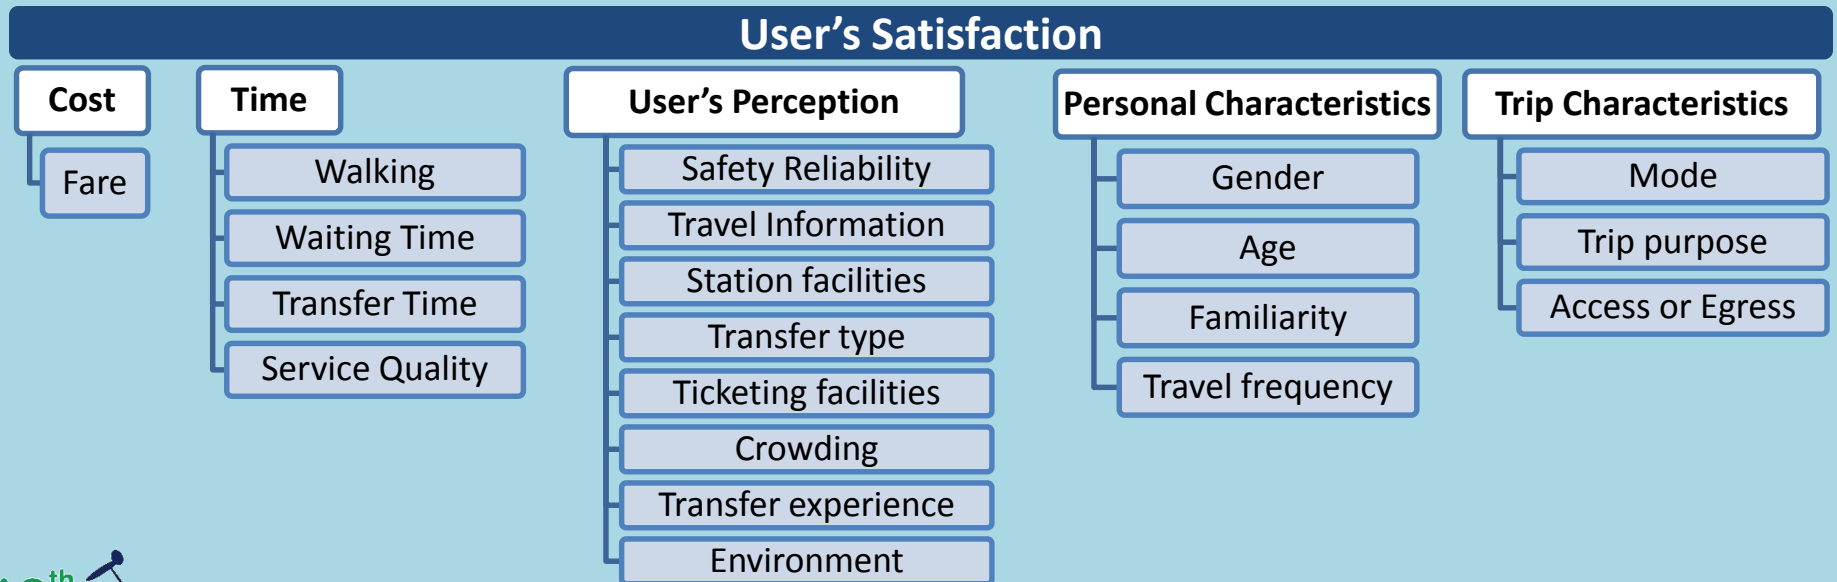 User's Satisfaction
Cost
Fare
Time
Walking
Waiting Time
Transfer Time
Service Quality
User's Perception
Safety Reliability
Travel Information
Station facilities
Transfer type
Ticketing facilities
Crowding
Transfer experience
Environment
Personal Characteristics
Gender
Age
Familiarity
Travel frequency
Trip Characteristics
Mode
Trip purpose
Access or Egress